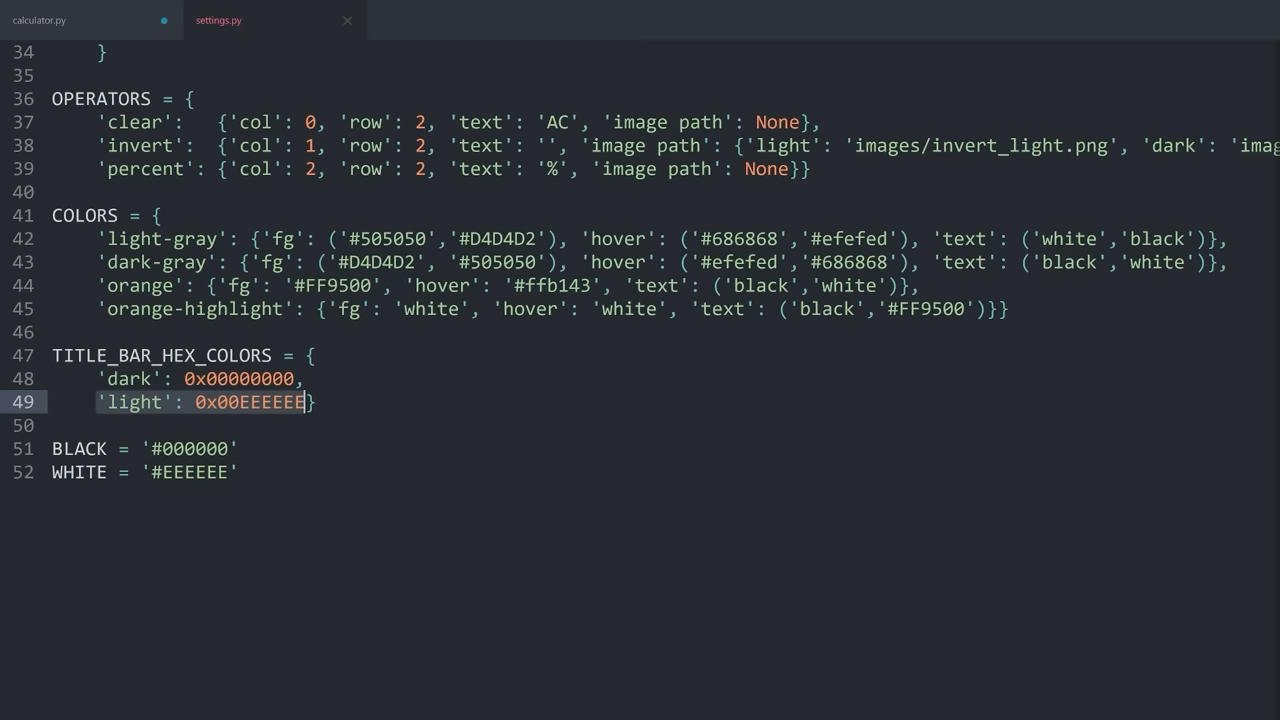 calculator.py
settings.py
34 }
35
36 OPERATORS = {
37 'clear':   {'col': 0, 'row': 2, 'text': 'AC', 'image path': None},
38 'invert':  {'col': 1, 'row': 2, 'text': '', 'image path': {'light': 'images/invert_light.png', 'dark': 'imag
39 'percent': {'col': 2, 'row': 2, 'text': '%', 'image path': None}}
40
41 COLORS = {
42 'light-gray': {'fg': ('#505050','#D4D4D2'), 'hover': ('#686868','#efefed'), 'text': ('white','black')},
43 'dark-gray': {'fg': ('#D4D4D2', '#505050'), 'hover': ('#efefed','#686868'), 'text': ('black','white')},
44 'orange': {'fg': '#FF9500', 'hover': '#ffb143', 'text': ('black','white')},
45 'orange-highlight': {'fg': 'white', 'hover': 'white', 'text': ('black','#FF9500')}}
46
47 TITLE_BAR_HEX_COLORS = {
48 'dark': 0x00000000,
49 'light': 0x00EEEEEE}
50
51 BLACK = '#000000'
52 WHITE = '#EEEEEE'